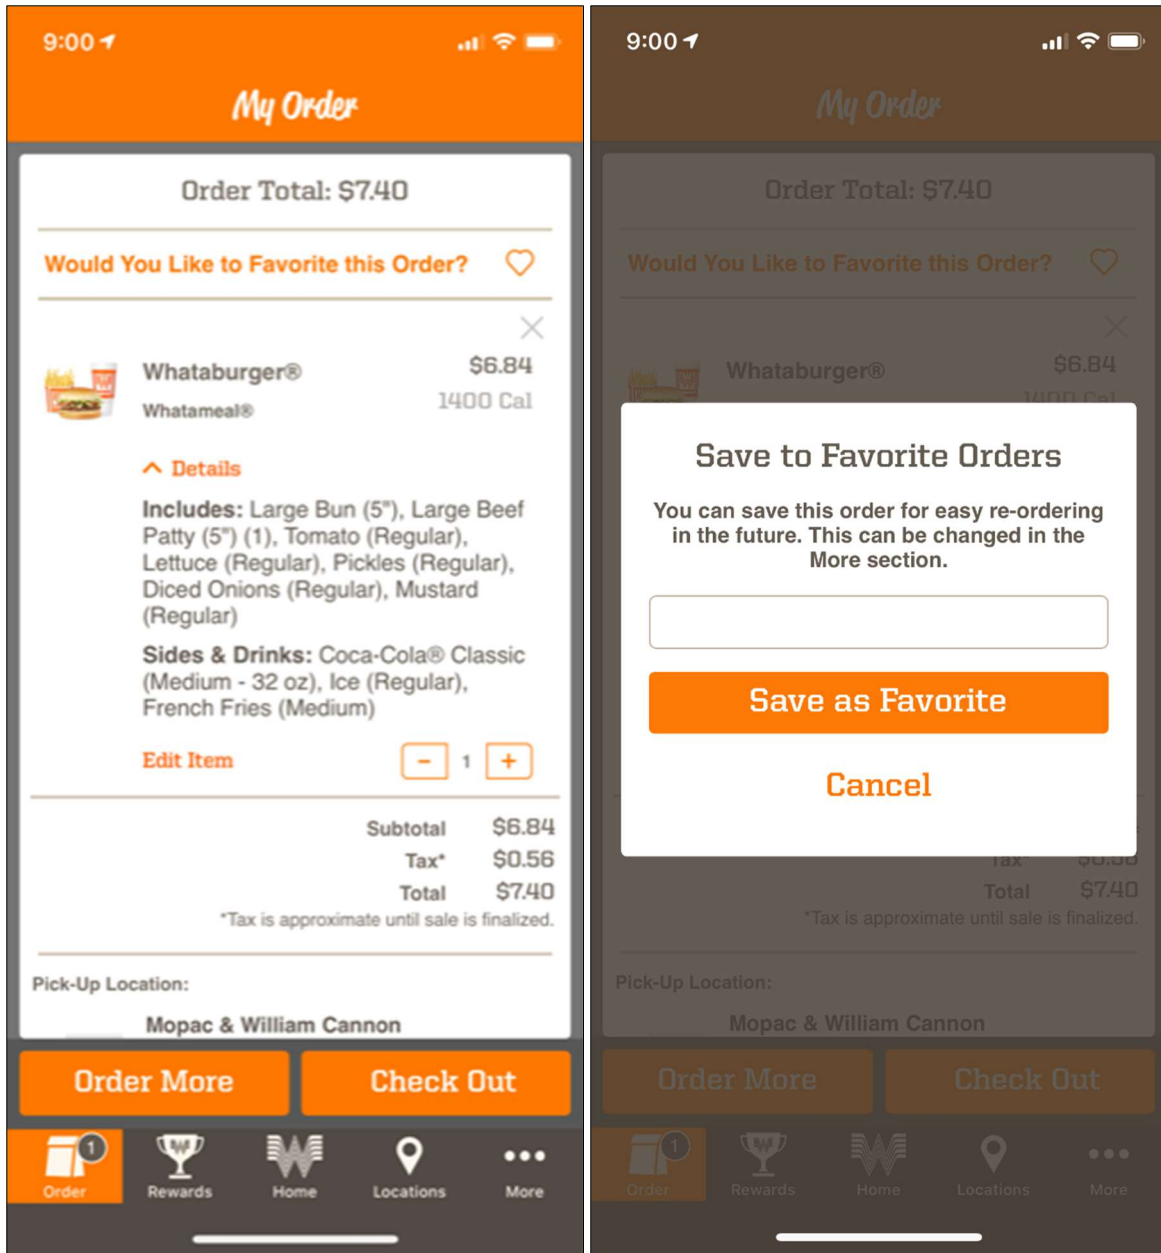 9:00
My Order
Order Total: $7.40
Would You Like to Favorite this Order?
Whataburger® $6.84
Whatameal® 1400 Cal
Details
Includes: Large Bun (5"), Large Beef
Patty (5") (1), Tomato (Regular),
Lettuce (Regular), Pickles (Regular),
Diced Onions (Regular), Mustard
(Regular)
Sides & Drinks: Coca-Cola® Classic
(Medium - 32 oz), Ice (Regular),
French Fries (Medium)
Edit Item - 1 +
Subtotal $6.84
Tax* $0.56
Total $7.40
*Tax is approximate until sale is finalized.
Pick-Up Location:
Mopac & William Cannon
Order More Check Out
1
Order Rewards Home Locations More
9:00
My Order
Order Total: $7.40
Would You Like to Favorite this Order?
Whataburger® $6.84
1400 Cal
Save to Favorite Orders
You can save this order for easy re-ordering
in the future. This can be changed in the
More section.
Save as Favorite
Cancel
Tax* $0.56
Total $7.40
*Tax is approximate until sale is finalized.
Pick-Up Location:
Mopac & William Cannon
Order More Check Out
1
Order Rewards Home Locations More